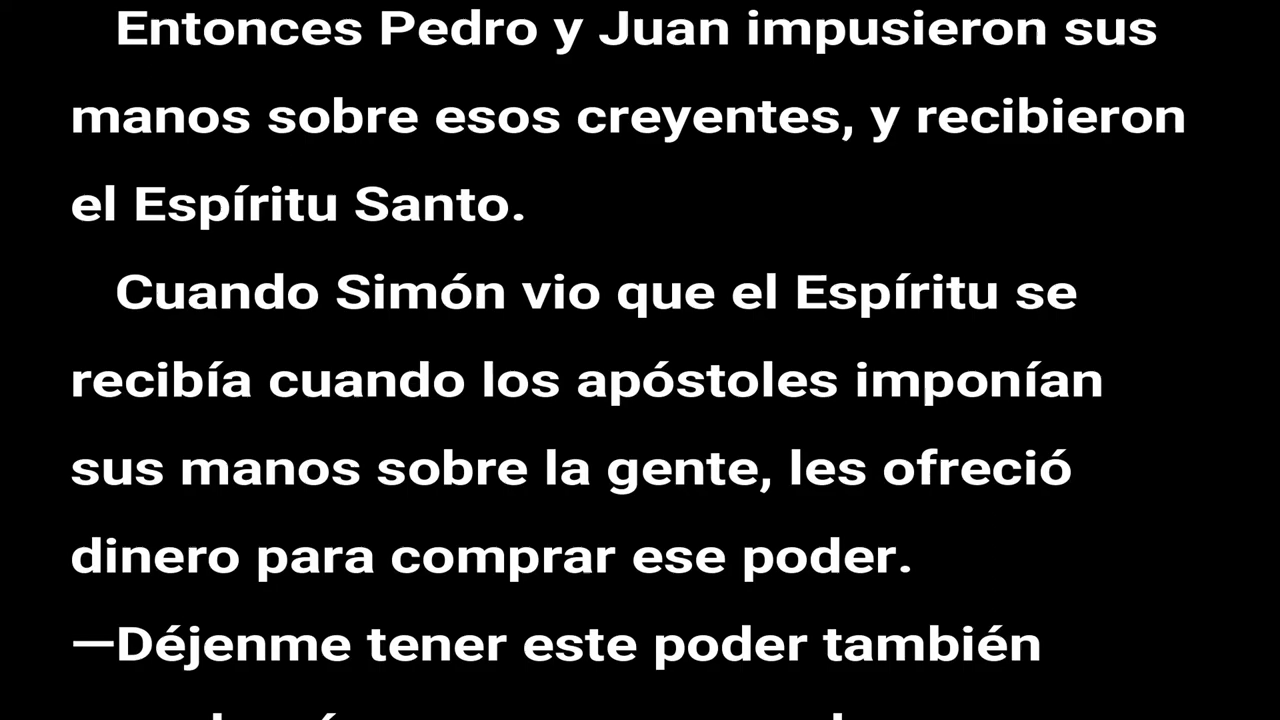 Entonces Pedro y Juan impusieron sus
manos sobre esos creyentes, y recibieron
el Espíritu Santo.
Cuando Simón vio que el Espíritu se
recibía cuando los apóstoles imponían
sus manos sobre la gente, les ofreció
dinero para comprar ese poder.
—Déjenme tener este poder también